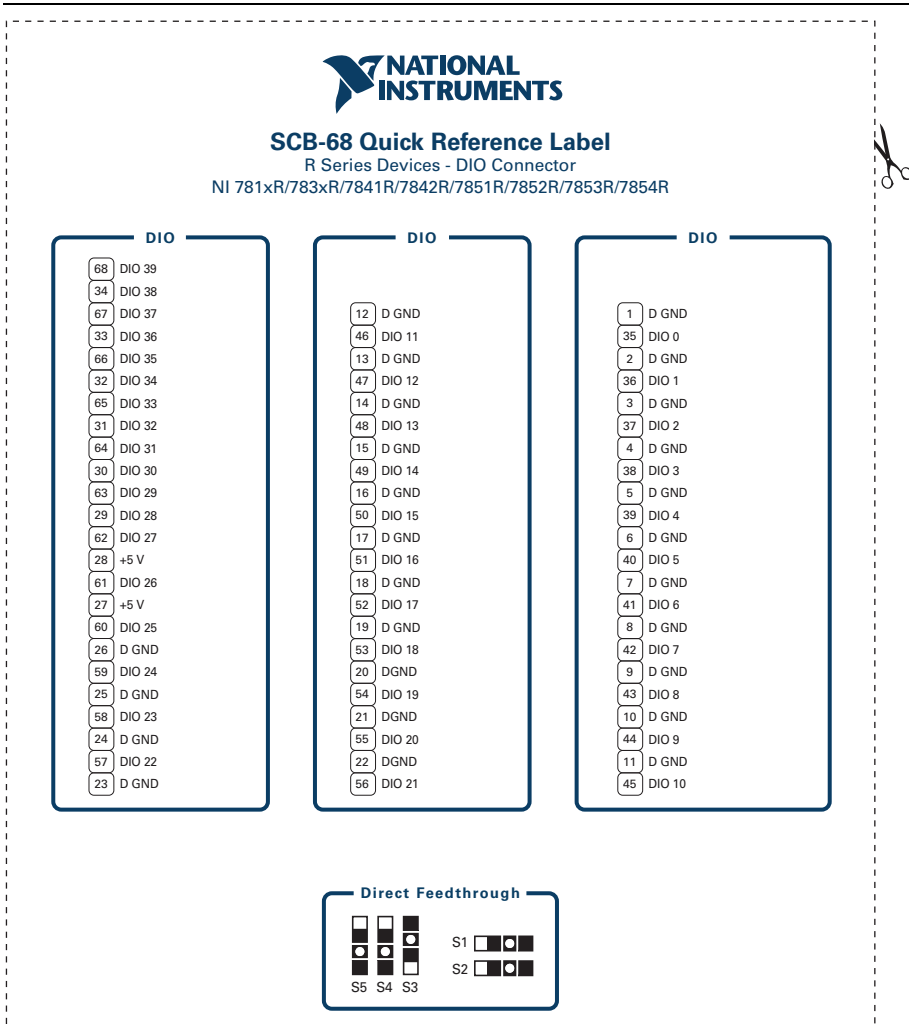 NATIONAL
INSTRUMENTS
SCB-68 Quick Reference Label
R Series Devices - DIO Connector
NI 781xR/783xR/7841R/7842R/7851R/7852R/7853R/7854R
DIO
68 DIO 39
34 DIO 38
67 DIO 37
33 DIO 36
66 DIO 35
32 DIO 34
65 DIO 33
31 DIO 32
64 DIO 31
30 DIO 30
63 DIO 29
29 DIO 28
62 DIO 27
28 +5 V
61 DIO 26
27 +5 V
60 DIO 25
26 D GND
59 DIO 24
25 D GND
58 DIO 23
24 D GND
57 DIO 22
23 D GND
DIO
12 D GND
46 DIO 11
13 D GND
47 DIO 12
14 D GND
48 DIO 13
15 D GND
49 DIO 14
16 D GND
50 DIO 15
17 D GND
51 DIO 16
18 D GND
52 DIO 17
19 D GND
53 DIO 18
20 DGND
54 DIO 19
21 DGND
55 DIO 20
22 DGND
56 DIO 21
DIO
1 D GND
35 DIO 0
2 D GND
36 DIO 1
3 D GND
37 DIO 2
4 D GND
38 DIO 3
5 D GND
39 DIO 4
6 D GND
40 DIO 5
7 D GND
41 DIO 6
8 D GND
42 DIO 7
9 D GND
43 DIO 8
10 D GND
44 DIO 9
11 D GND
45 DIO 10
Direct Feedthrough
S1
S2
S5 S4 S3